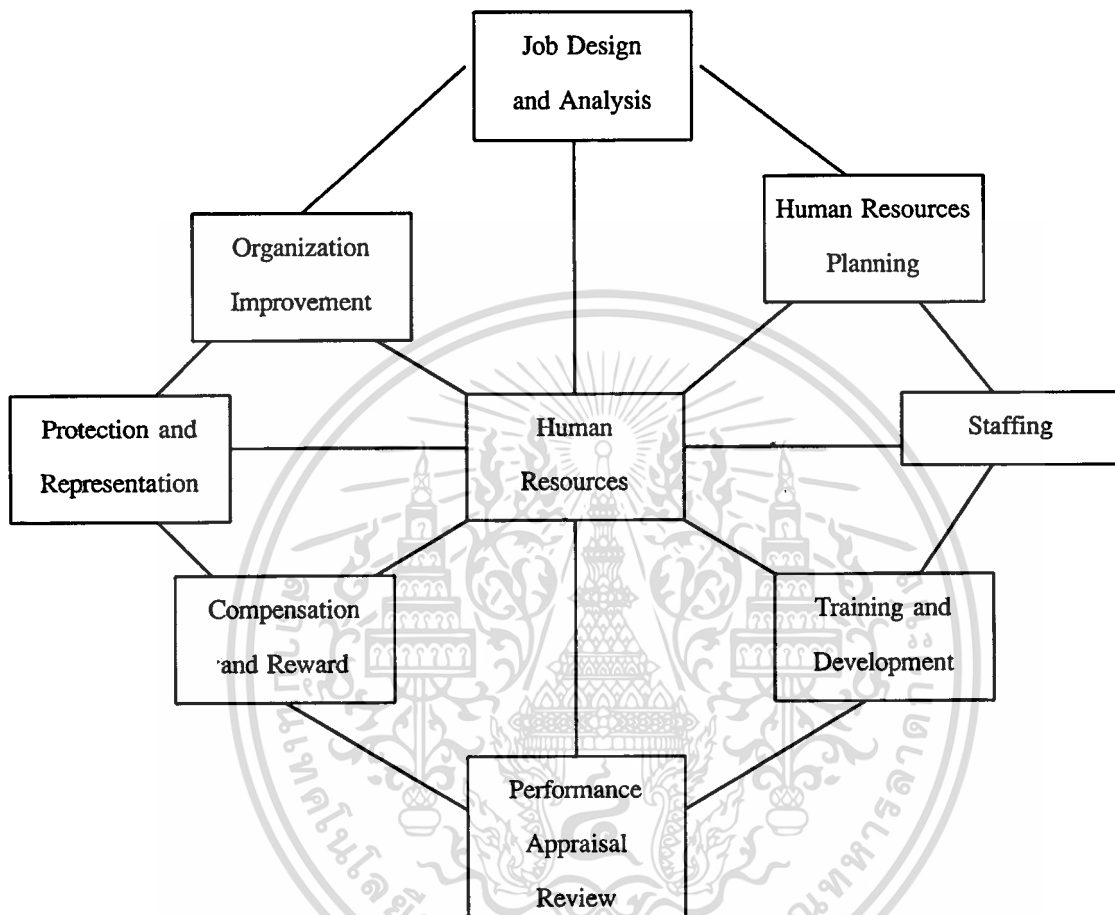 Job Design
and Analysis
Human Resources
Planning
Organization
Improvement
Human
Resources
Staffing
Protection and
Representation
Compensation
and Reward
Training and
Development
Performance
Appraisal
Review